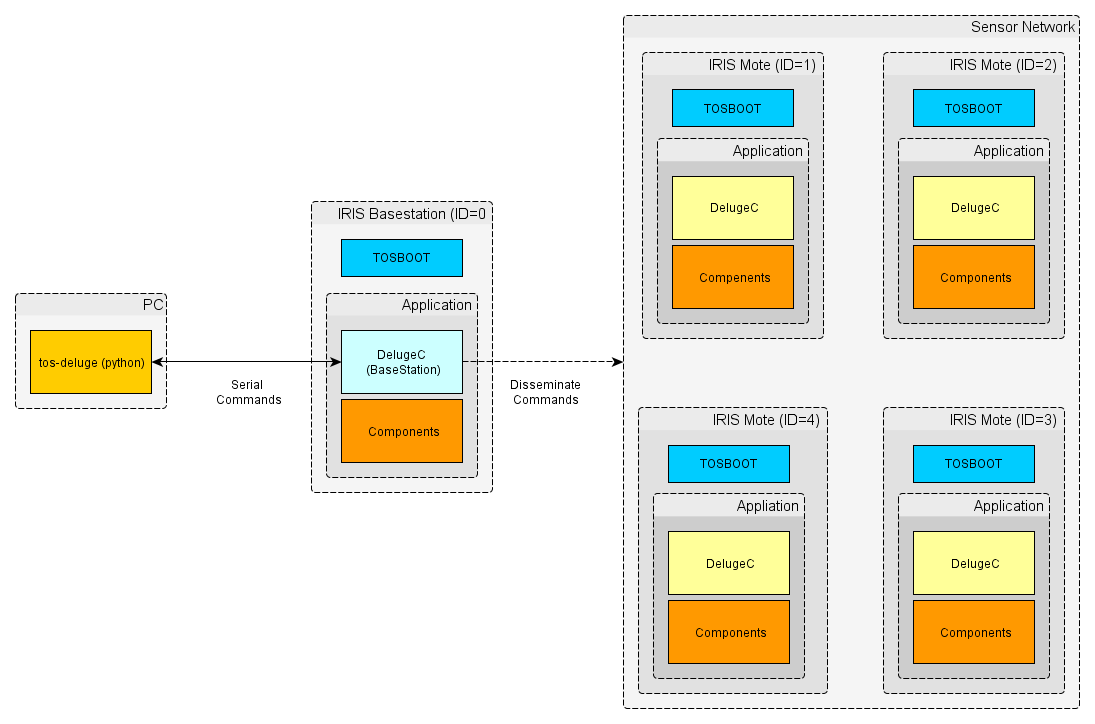 PC
tos-deluge (python)
Serial
Commands
IRIS Basestation (ID=0
TOSBOOT
Application
DelugeC
(BaseStation)
Components
Disseminate
Commands
Sensor Network
IRIS Mote (ID=1)
TOSBOOT
Application
DelugeC
Compenents
IRIS Mote (ID=2)
TOSBOOT
Application
DelugeC
Components
IRIS Mote (ID=4)
TOSBOOT
Appliation
DelugeC
Components
IRIS Mote (ID=3)
TOSBOOT
Application
DelugeC
Components